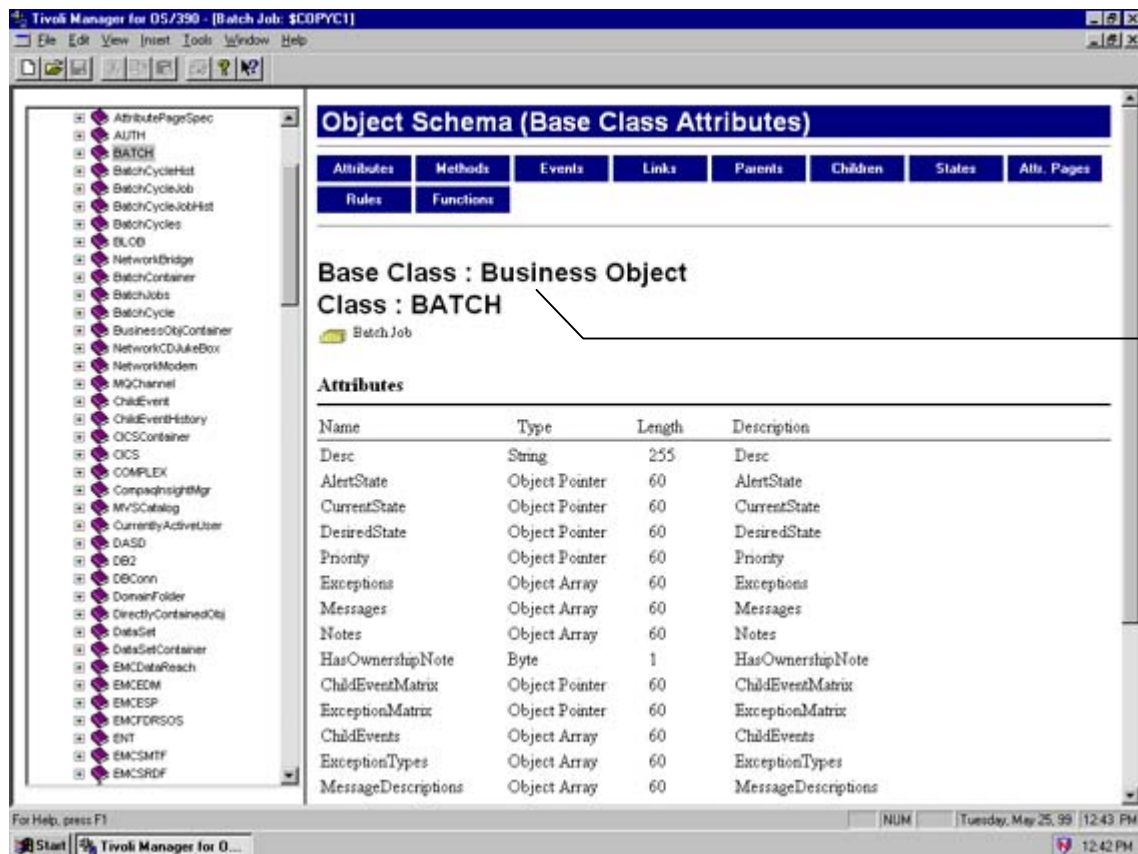 Tivoli Manager for OS/390 - [Batch Job: $COPYC1]
File Edit View Insert Tools Window Help
AttributePageSpec
AUTH
BATCH
BatchCycleHist
BatchCycleJob
BatchCycleJobHist
BatchCycles
BLOB
NetworkBridge
BatchContainer
BatchJobs
BatchCycle
BusinessObjContainer
NetworkCDJukeBox
NetworkModem
MQChannel
ChildEvent
ChildEventHistory
CICSContainer
CICS
COMPLEX
CompaqInsightMgr
MVSCatalog
CurrentlyActiveUser
DASD
DB2
DBConn
DomainFolder
DirectlyContainedObj
DataSet
DataSetContainer
EMCDataReach
EMCEDM
EMCESP
EMCFDRSOS
ENT
EMCSMTF
EMCSRDF
Object Schema (Base Class Attributes)
Attributes Methods Events Links Parents Children States Attr. Pages
Rules Functions
Base Class : Business Object
Class : BATCH
Batch Job
Attributes
Name Type Length Description
Desc String 255 Desc
AlertState Object Pointer 60 AlertState
CurrentState Object Pointer 60 CurrentState
DesiredState Object Pointer 60 DesiredState
Priority Object Pointer 60 Priority
Exceptions Object Array 60 Exceptions
Messages Object Array 60 Messages
Notes Object Array 60 Notes
HasOwnershipNote Byte 1 HasOwnershipNote
ChildEventMatrix Object Pointer 60 ChildEventMatrix
ExceptionMatrix Object Pointer 60 ExceptionMatrix
ChildEvents Object Array 60 ChildEvents
ExceptionTypes Object Array 60 ExceptionTypes
MessageDescriptions Object Array 60 MessageDescriptions
For Help, press F1 NUM Tuesday, May 25, 99 12:43 PM
Start Tivoli Manager for O... 12:42 PM